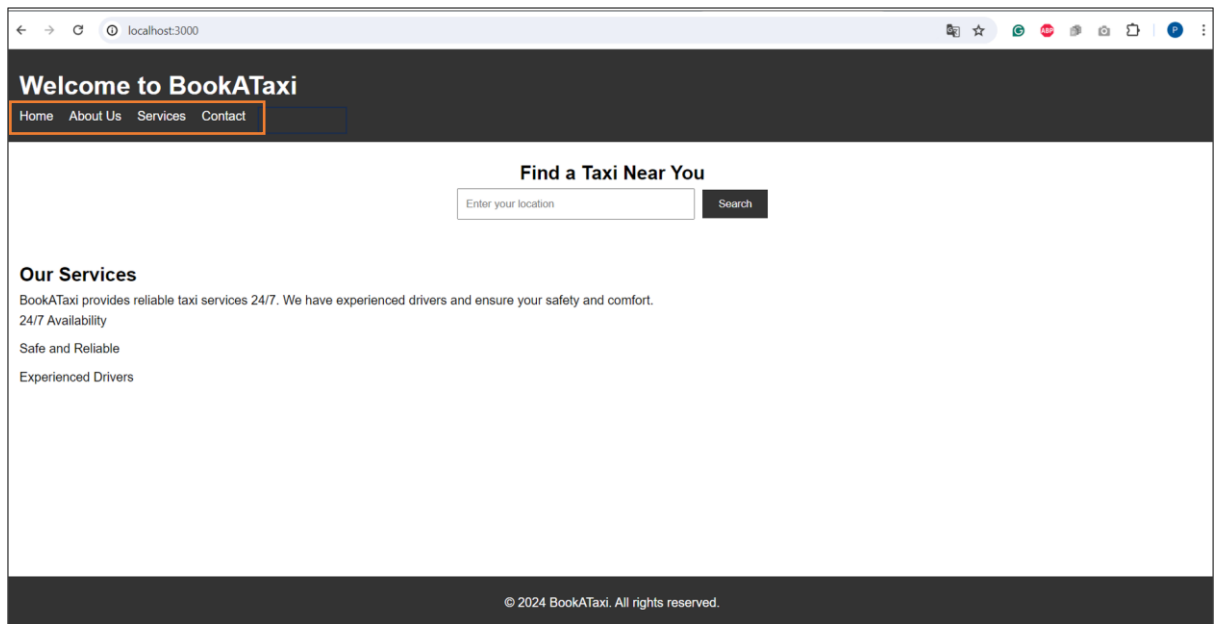 localhost:3000
ABP
P
Welcome to BookATaxi
Home About Us Services Contact
Find a Taxi Near You
Enter your location Search
Our Services
BookATaxi provides reliable taxi services 24/7. We have experienced drivers and ensure your safety and comfort.
24/7 Availability
Safe and Reliable
Experienced Drivers
© 2024 BookATaxi. All rights reserved.